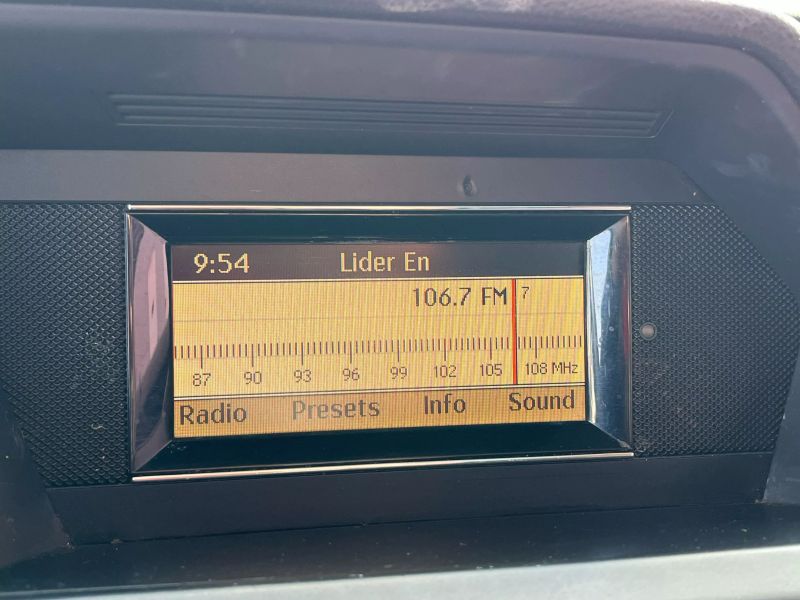 9:54 Lider En
106.7 FM 7
87 90 93 96 99 102 105 108 MHz
Radio Presets Info Sound